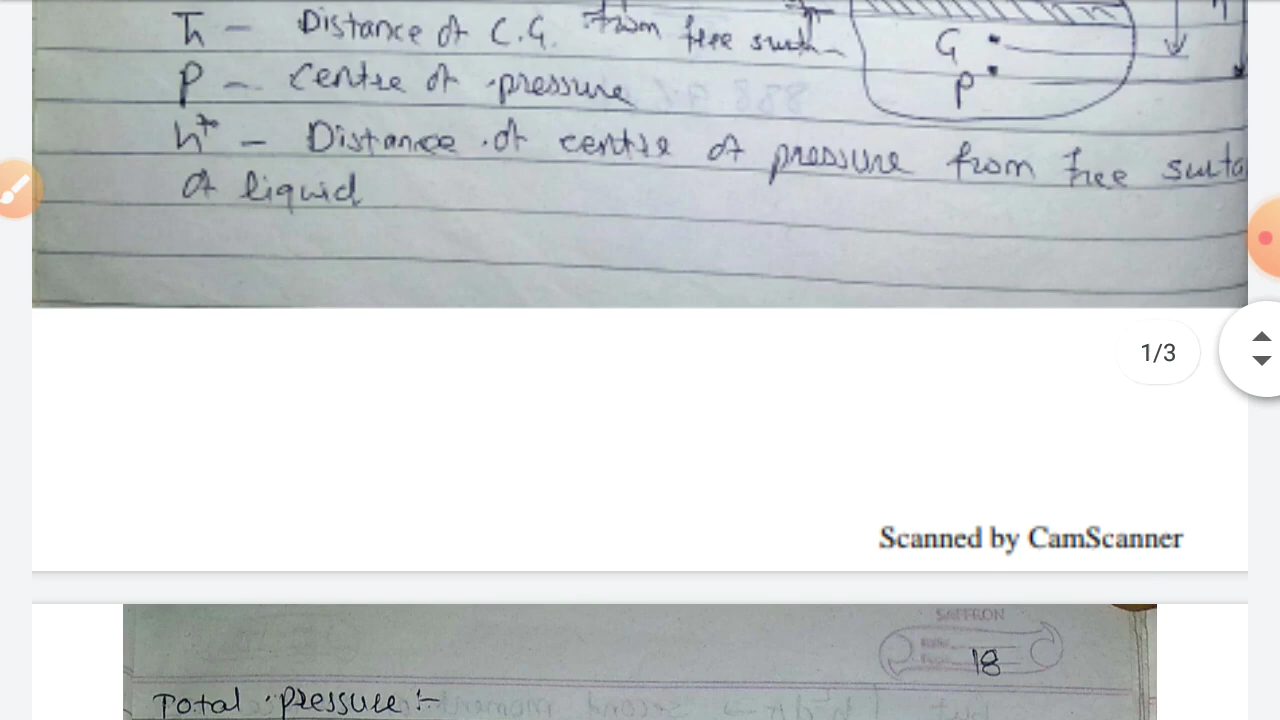 h̄ – Distance of C.G. from free surf
G
P – Centre of pressure
P
h* – Distance of centre of pressure from free surfa
of liquid
1/3
Scanned by CamScanner
SAFFRON
18
Total pressure :-